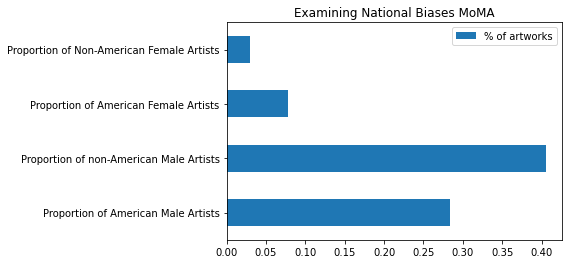 Examining National Biases MoMA
% of artworks
Proportion of Non-American Female Artists
Proportion of American Female Artists
Proportion of non-American Male Artists
Proportion of American Male Artists
0.00 0.05 0.10 0.15 0.20 0.25 0.30 0.35 0.40